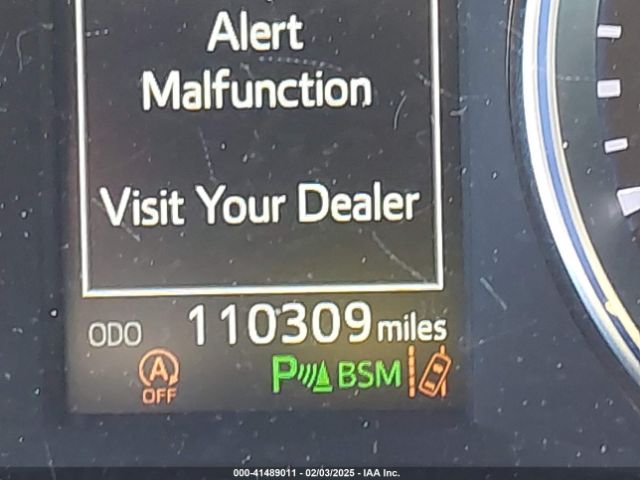 Alert
Malfunction
Visit Your Dealer
ODO 110309 miles
A OFF P BSM
000-41489011 - 02/03/2025 - IAA Inc.